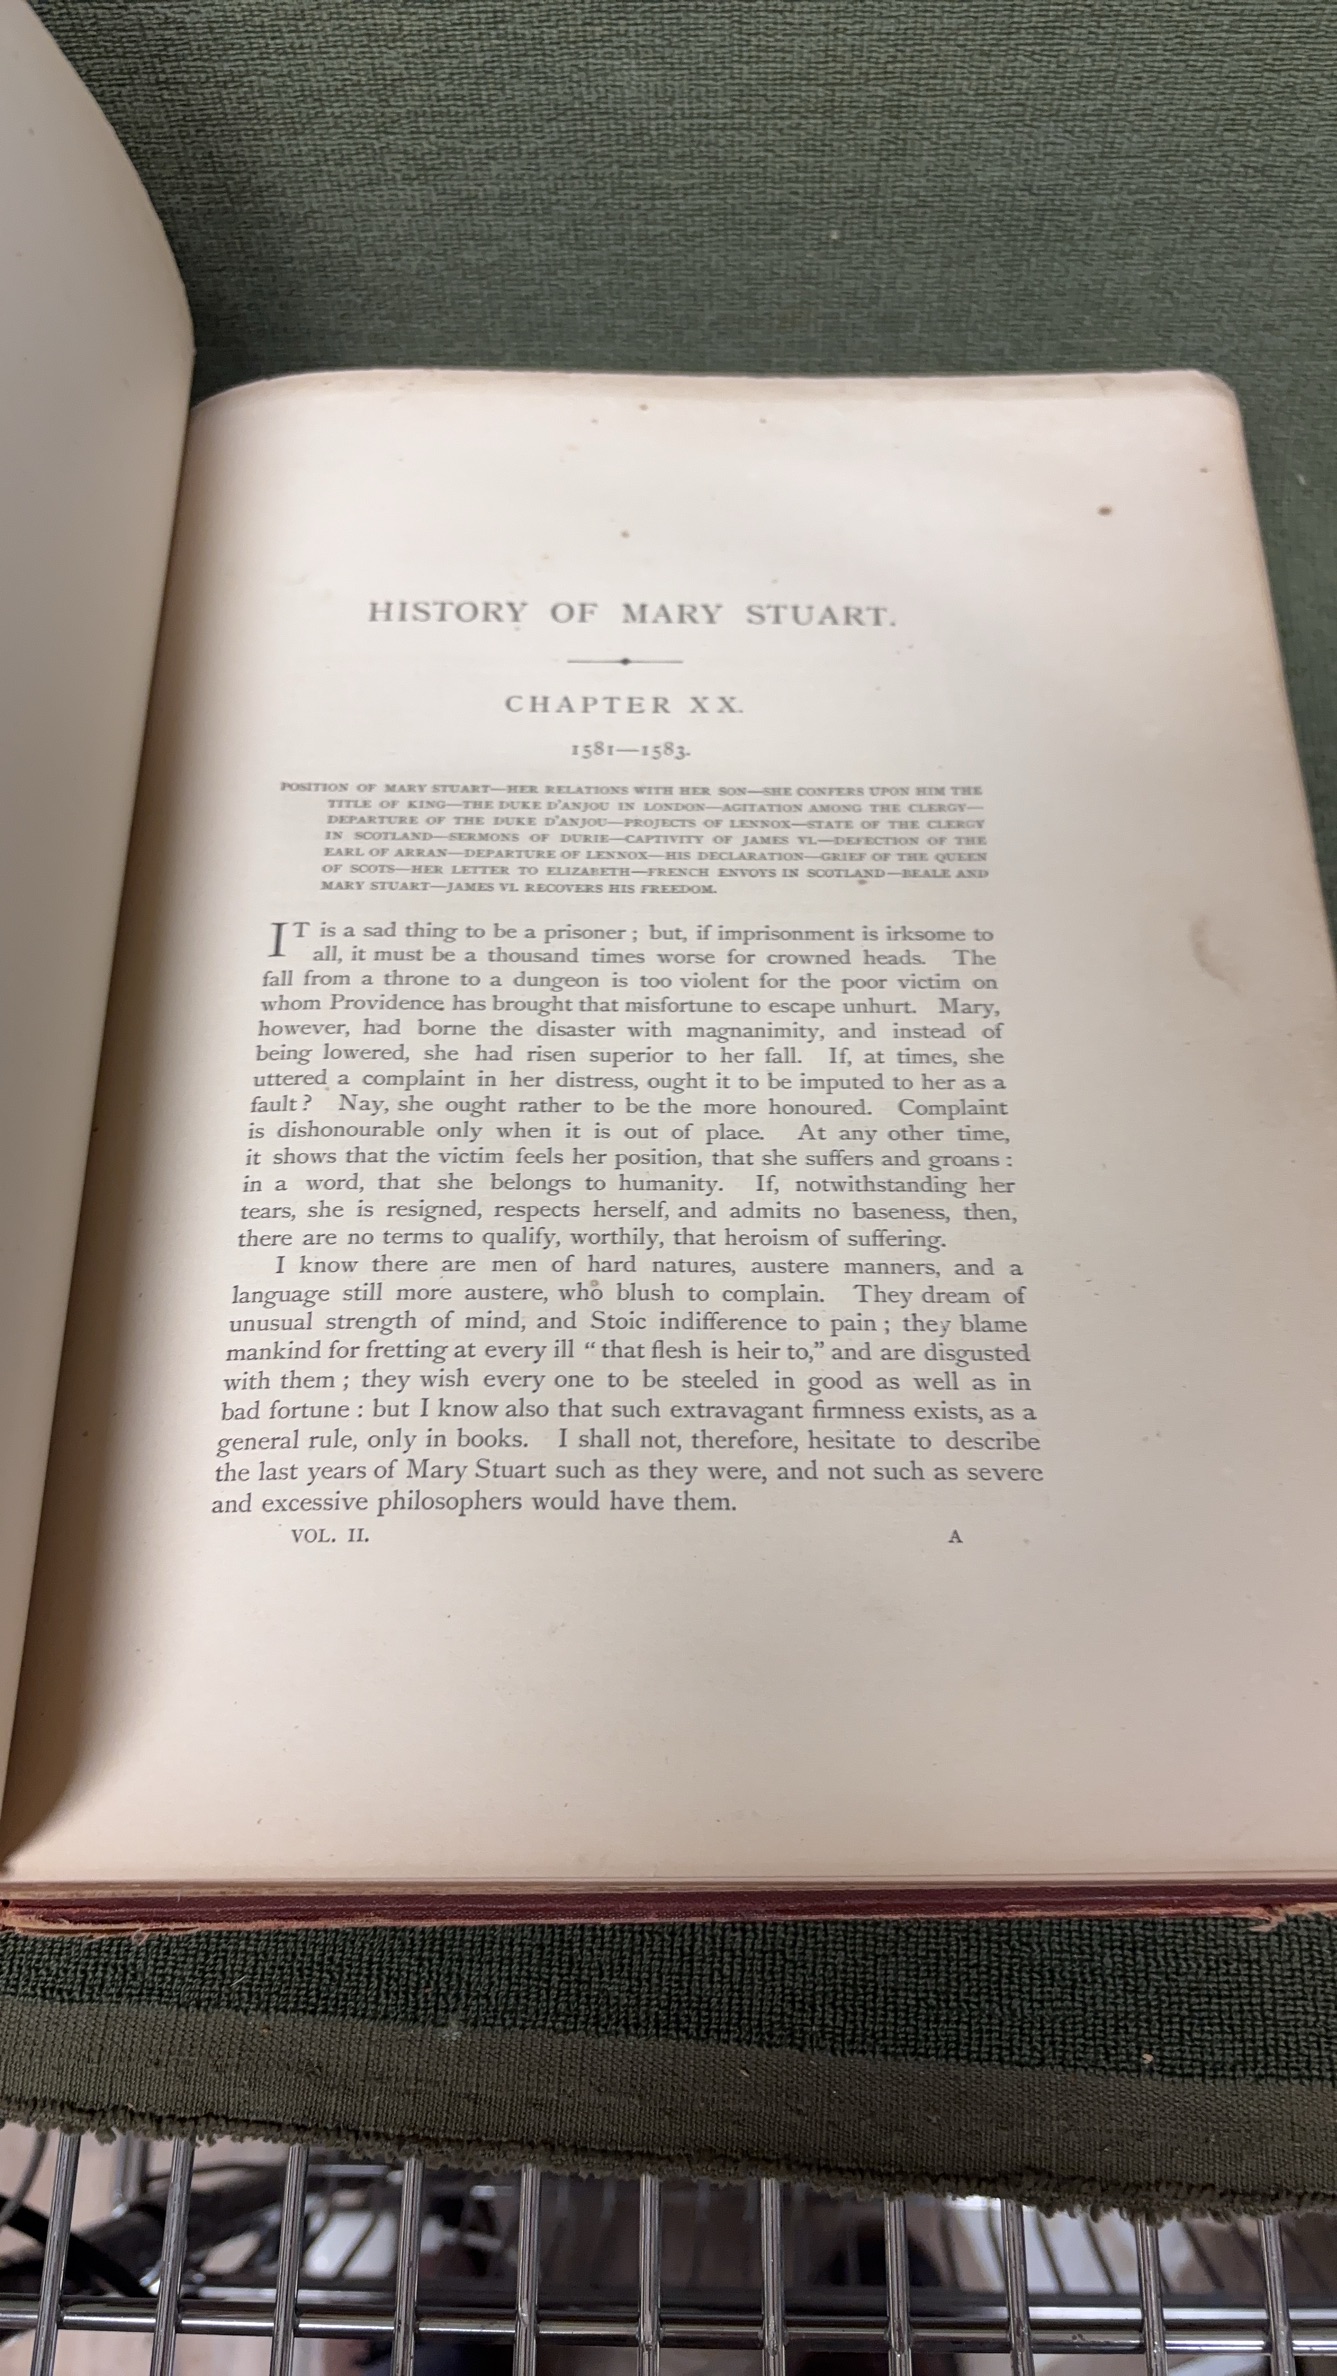 HISTORY OF MARY STUART.
CHAPTER XX.
1581—1583.
POSITION OF MARY STUART—HER RELATIONS WITH HER SON—SHE CONFERS UPON HIM THE
TITLE OF KING—THE DUKE D'ANJOU IN LONDON—AGITATION AMONG THE CLERGY—
DEPARTURE OF THE DUKE D'ANJOU—PROJECTS OF LENNOX—STATE OF THE CLERGY
IN SCOTLAND—SERMONS OF DURIE—CAPTIVITY OF JAMES VI.—DEFECTION OF THE
EARL OF ARRAN—DEPARTURE OF LENNOX—HIS DECLARATION—GRIEF OF THE QUEEN
OF SCOTS—HER LETTER TO ELIZABETH—FRENCH ENVOYS IN SCOTLAND—BEALE AND
MARY STUART—JAMES VI. RECOVERS HIS FREEDOM.
IT is a sad thing to be a prisoner; but, if imprisonment is irksome to
all, it must be a thousand times worse for crowned heads. The
fall from a throne to a dungeon is too violent for the poor victim on
whom Providence has brought that misfortune to escape unhurt. Mary,
however, had borne the disaster with magnanimity, and instead of
being lowered, she had risen superior to her fall. If, at times, she
uttered a complaint in her distress, ought it to be imputed to her as a
fault? Nay, she ought rather to be the more honoured. Complaint
is dishonourable only when it is out of place. At any other time,
it shows that the victim feels her position, that she suffers and groans:
in a word, that she belongs to humanity. If, notwithstanding her
tears, she is resigned, respects herself, and admits no baseness, then,
there are no terms to qualify, worthily, that heroism of suffering.
I know there are men of hard natures, austere manners, and a
language still more austere, who blush to complain. They dream of
unusual strength of mind, and Stoic indifference to pain; they blame
mankind for fretting at every ill “that flesh is heir to,” and are disgusted
with them; they wish every one to be steeled in good as well as in
bad fortune: but I know also that such extravagant firmness exists, as a
general rule, only in books. I shall not, therefore, hesitate to describe
the last years of Mary Stuart such as they were, and not such as severe
and excessive philosophers would have them.
VOL. II. A